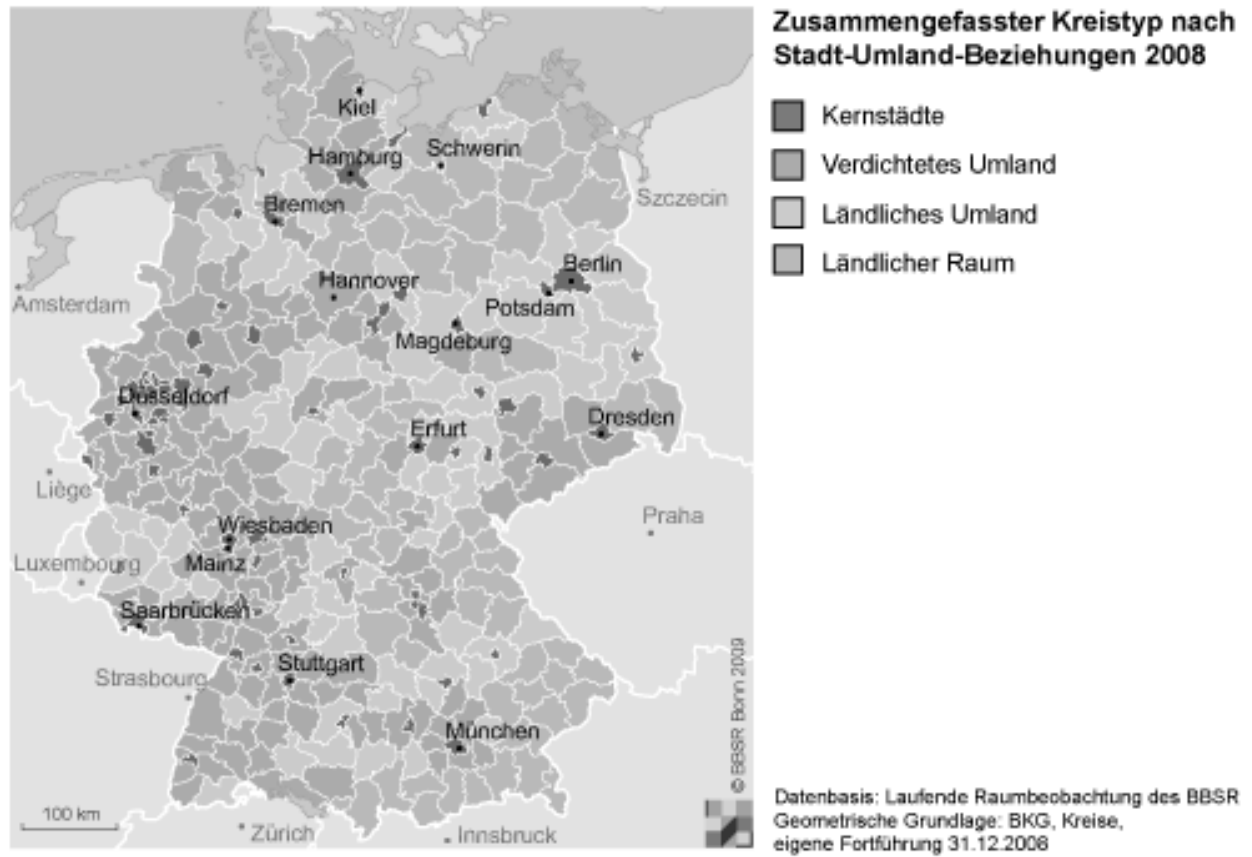 Zusammengefasster Kreistyp nach
Stadt-Umland-Beziehungen 2008
Kernstädte
Verdichtetes Umland
Ländliches Umland
Ländlicher Raum
Kiel
Hamburg
Schwerin
Szczecin
Bremen
Berlin
Hannover
Amsterdam
Potsdam
Magdeburg
Düsseldorf
Dresden
Erfurt
Liège
Praha
Wiesbaden
Mainz
Luxembourg
Saarbrücken
Stuttgart
Strasbourg
München
100 km
Zürich
Innsbruck
© BBSR Bonn 2009
Datenbasis: Laufende Raumbeobachtung des BBSR
Geometrische Grundlage: BKG, Kreise,
eigene Fortführung 31.12.2008